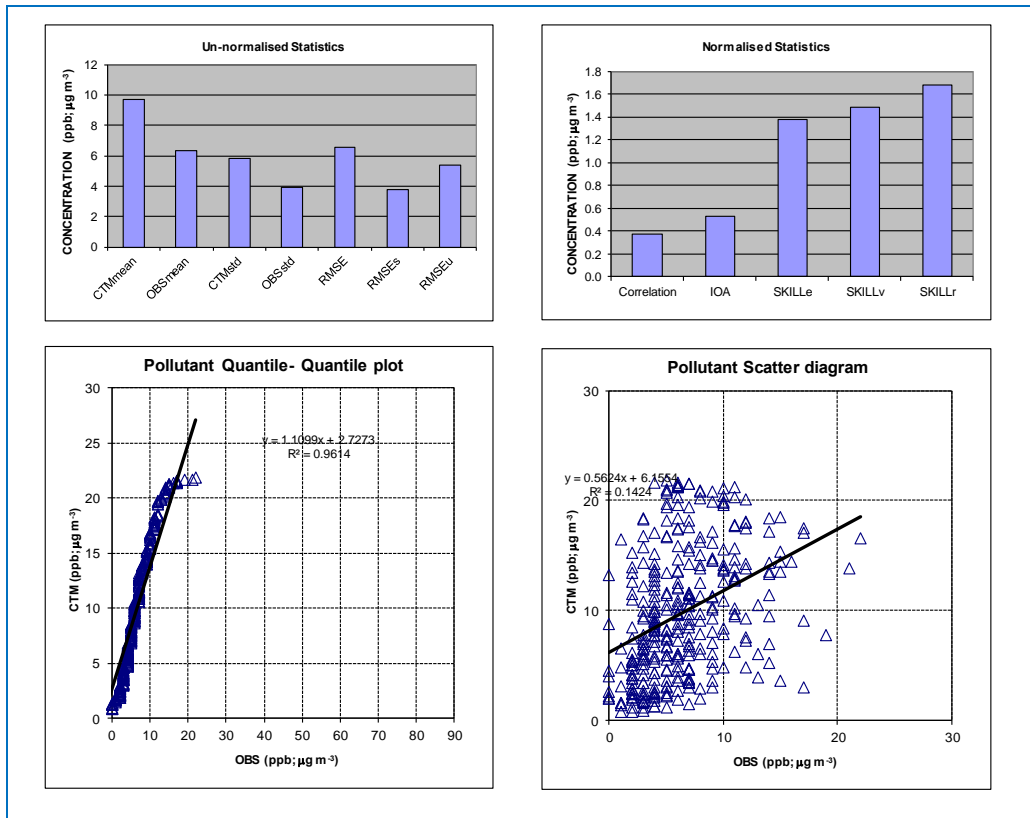 Un-normalised Statistics
CONCENTRATION (ppb; µg m-3)
12
10
8
6
4
2
0
CTMmean
OBSmean
CTMstd
OBSstd
RMSE
RMSEs
RMSEu
Normalised Statistics
CONCENTRATION (ppb; µg m-3)
1.8
1.6
1.4
1.2
1.0
0.8
0.6
0.4
0.2
0.0
Correlation IOA SKILLe SKILLv SKILLr
Pollutant Quantile- Quantile plot
CTM (ppb; µg m-3)
30
25
20
15
10
5
0
y = 1.1099x + 2.7273
R² = 0.9614
0 10 20 30 40 50 60 70 80 90
OBS (ppb; µg m-3)
Pollutant Scatter diagram
CTM (ppb; µg m-3)
30
20
10
0
y = 0.5624x + 6.1554
R² = 0.1424
0 10 20 30
OBS (ppb; µg m-3)